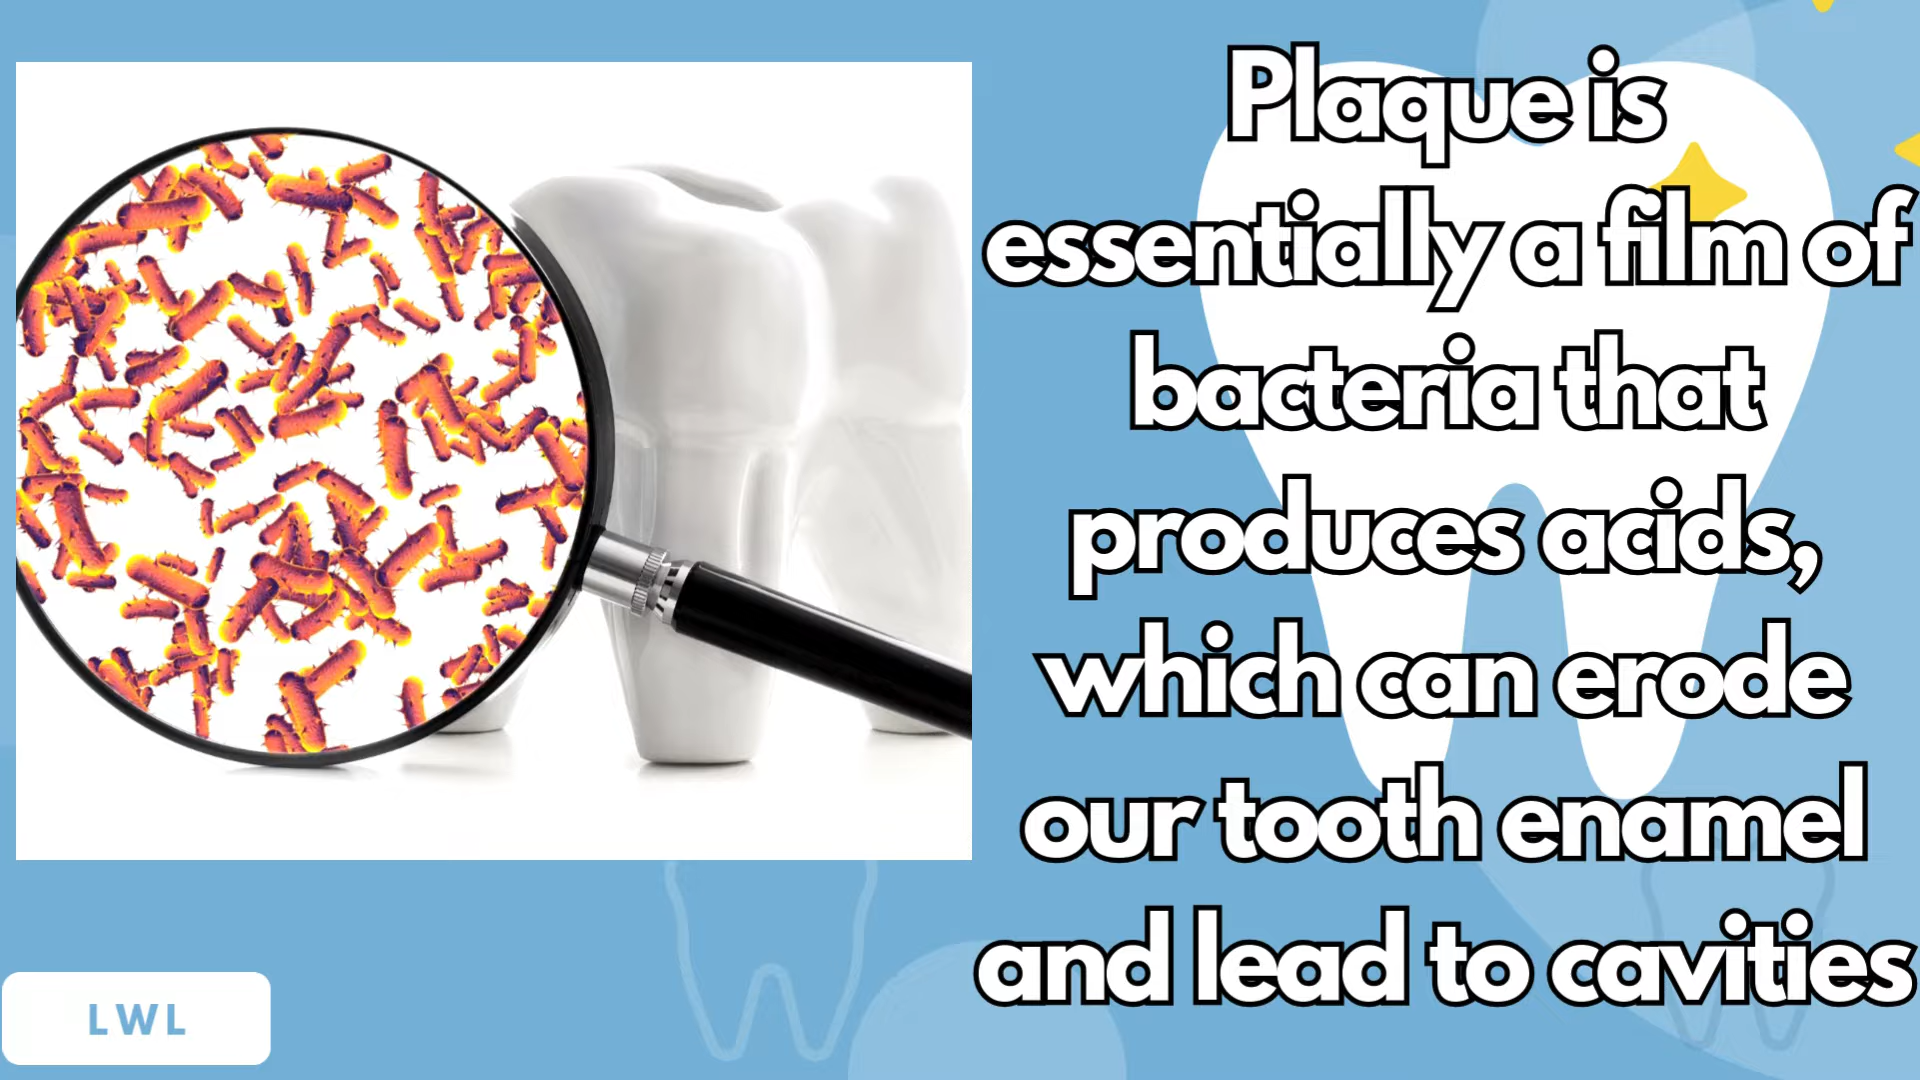 Plaque is
essentially a film of
bacteria that
produces acids,
which can erode
our tooth enamel
and lead to cavities
LWL